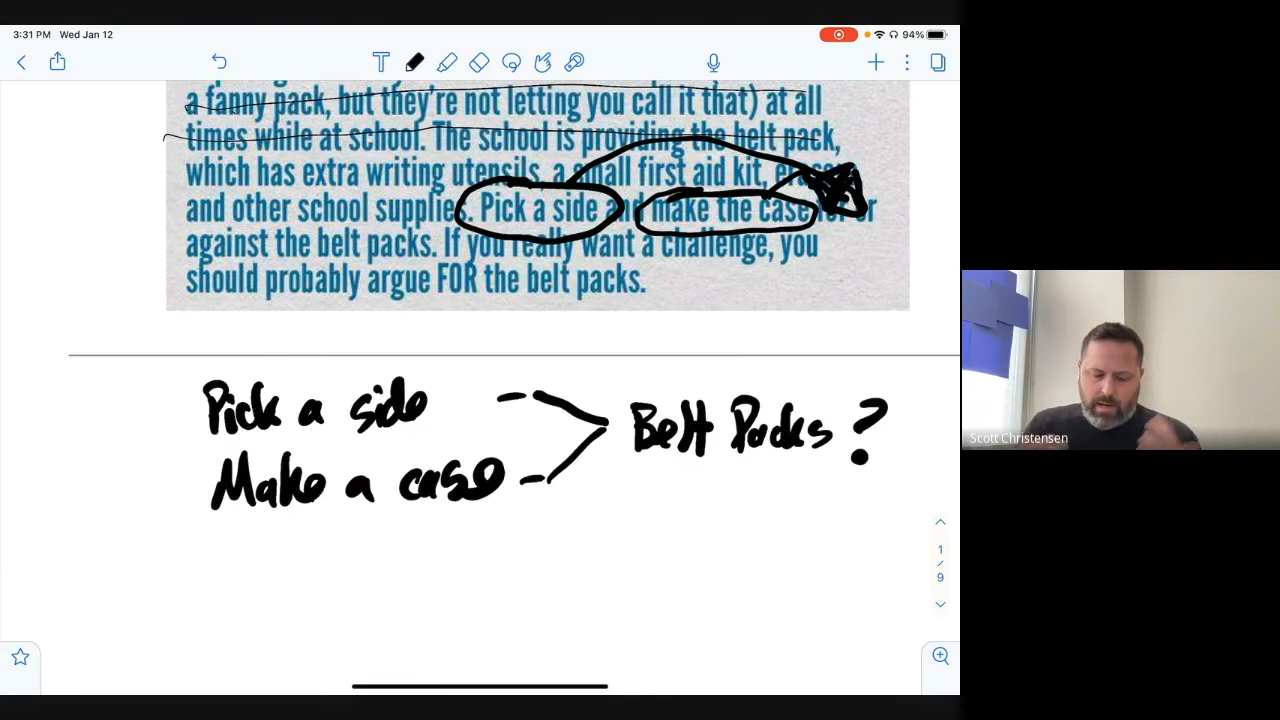 3:31 PM Wed Jan 12
94%
a fanny pack, but they're not letting you call it that) at all
times while at school. The school is providing the belt pack,
which has extra writing utensils, a small first aid kit,
and other school supplies. Pick a side and make the case or
against the belt packs. If you really want a challenge, you
should probably argue FOR the belt packs.
Pick a side
Make a case
Belt Packs ?
Scott Christensen
1
/
9